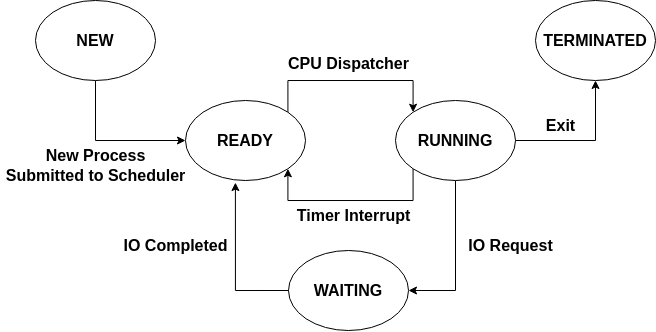 NEW
TERMINATED
CPU Dispatcher
READY
RUNNING
Exit
New Process
Submitted to Scheduler
Timer Interrupt
IO Completed
IO Request
WAITING